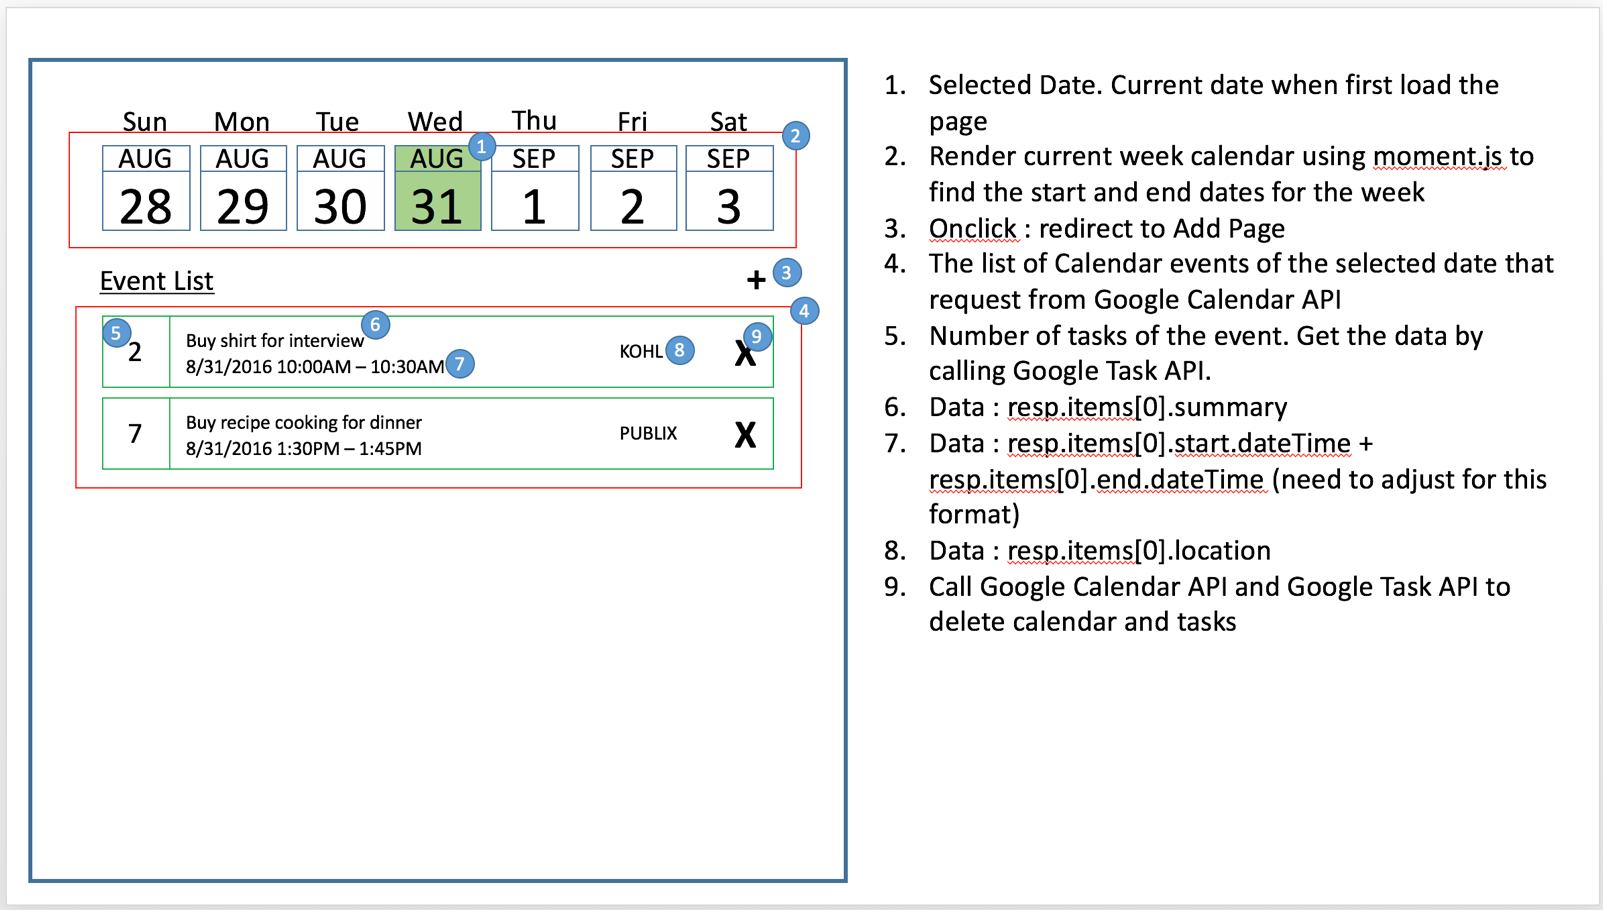 Sun Mon Tue Wed Thu Fri Sat
AUG AUG AUG AUG 1 SEP SEP SEP 2
28 29 30 31 1 2 3
Event List + 3
4
5 2 Buy shirt for interview 6 KOHL 8 X 9
8/31/2016 10:00AM – 10:30AM 7
7 Buy recipe cooking for dinner PUBLIX X
8/31/2016 1:30PM – 1:45PM
1. Selected Date. Current date when first load the
page
2. Render current week calendar using moment.js to
find the start and end dates for the week
3. Onclick : redirect to Add Page
4. The list of Calendar events of the selected date that
request from Google Calendar API
5. Number of tasks of the event. Get the data by
calling Google Task API.
6. Data : resp.items[0].summary
7. Data : resp.items[0].start.dateTime +
resp.items[0].end.dateTime (need to adjust for this
format)
8. Data : resp.items[0].location
9. Call Google Calendar API and Google Task API to
delete calendar and tasks